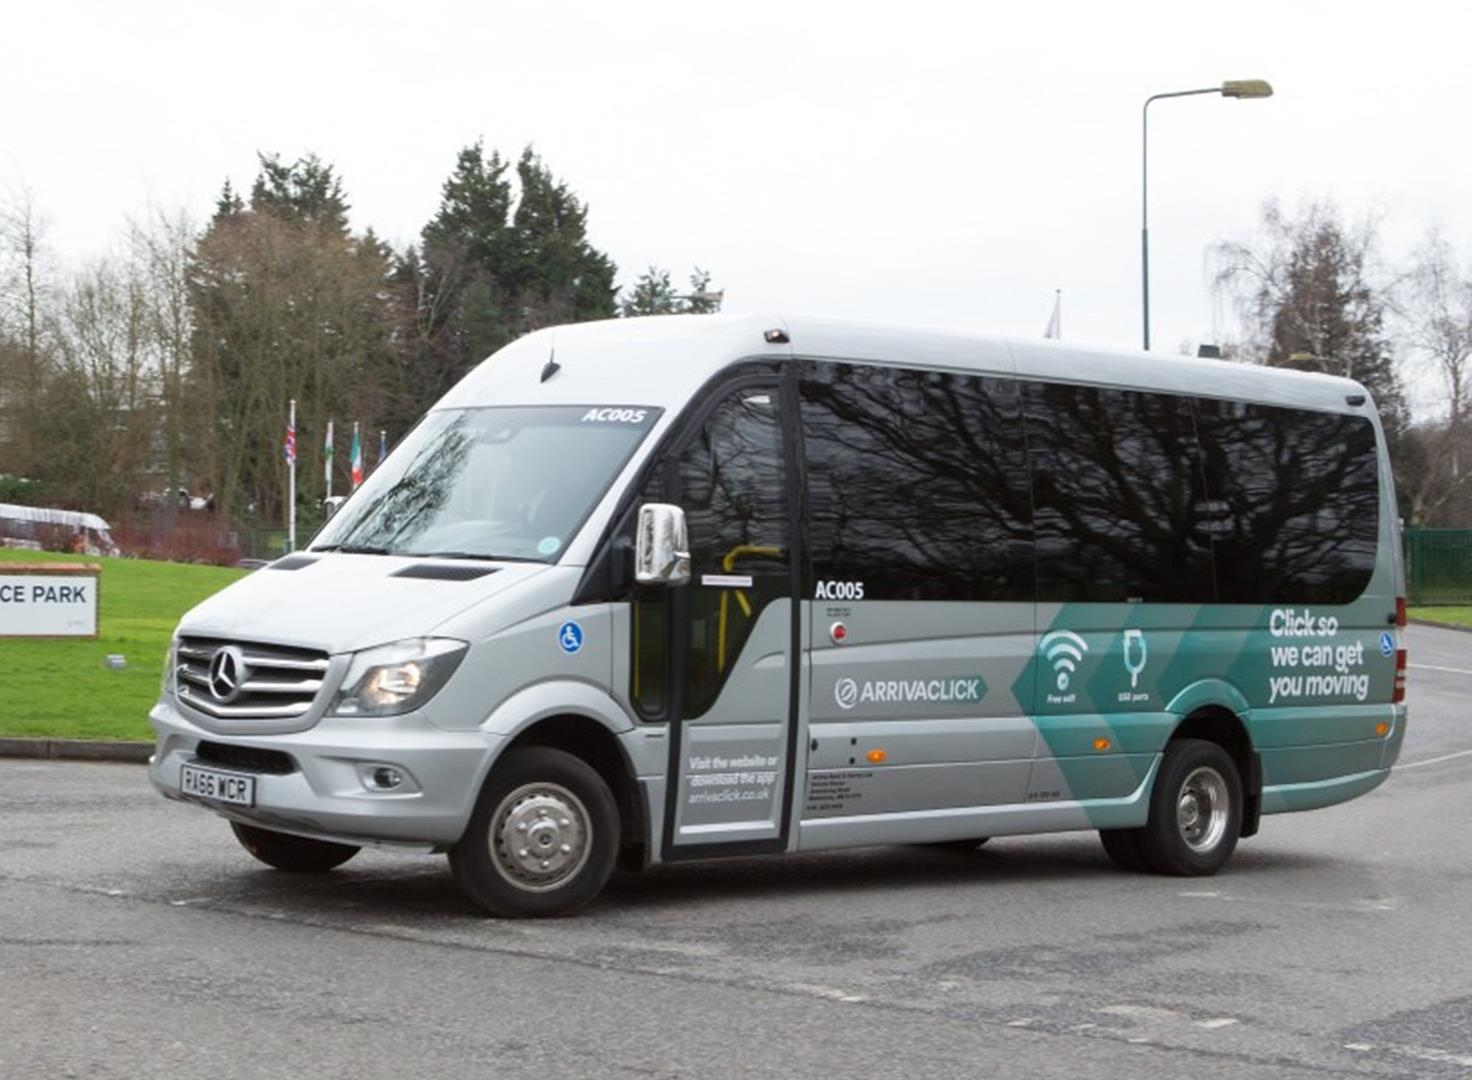 AC005
CE PARK
AC005
ARRIVACLICK
Free wifi
USB ports
Click so
we can get
you moving
Visit the website or
download the app
arrivaclick.co.uk
RA66 WCR